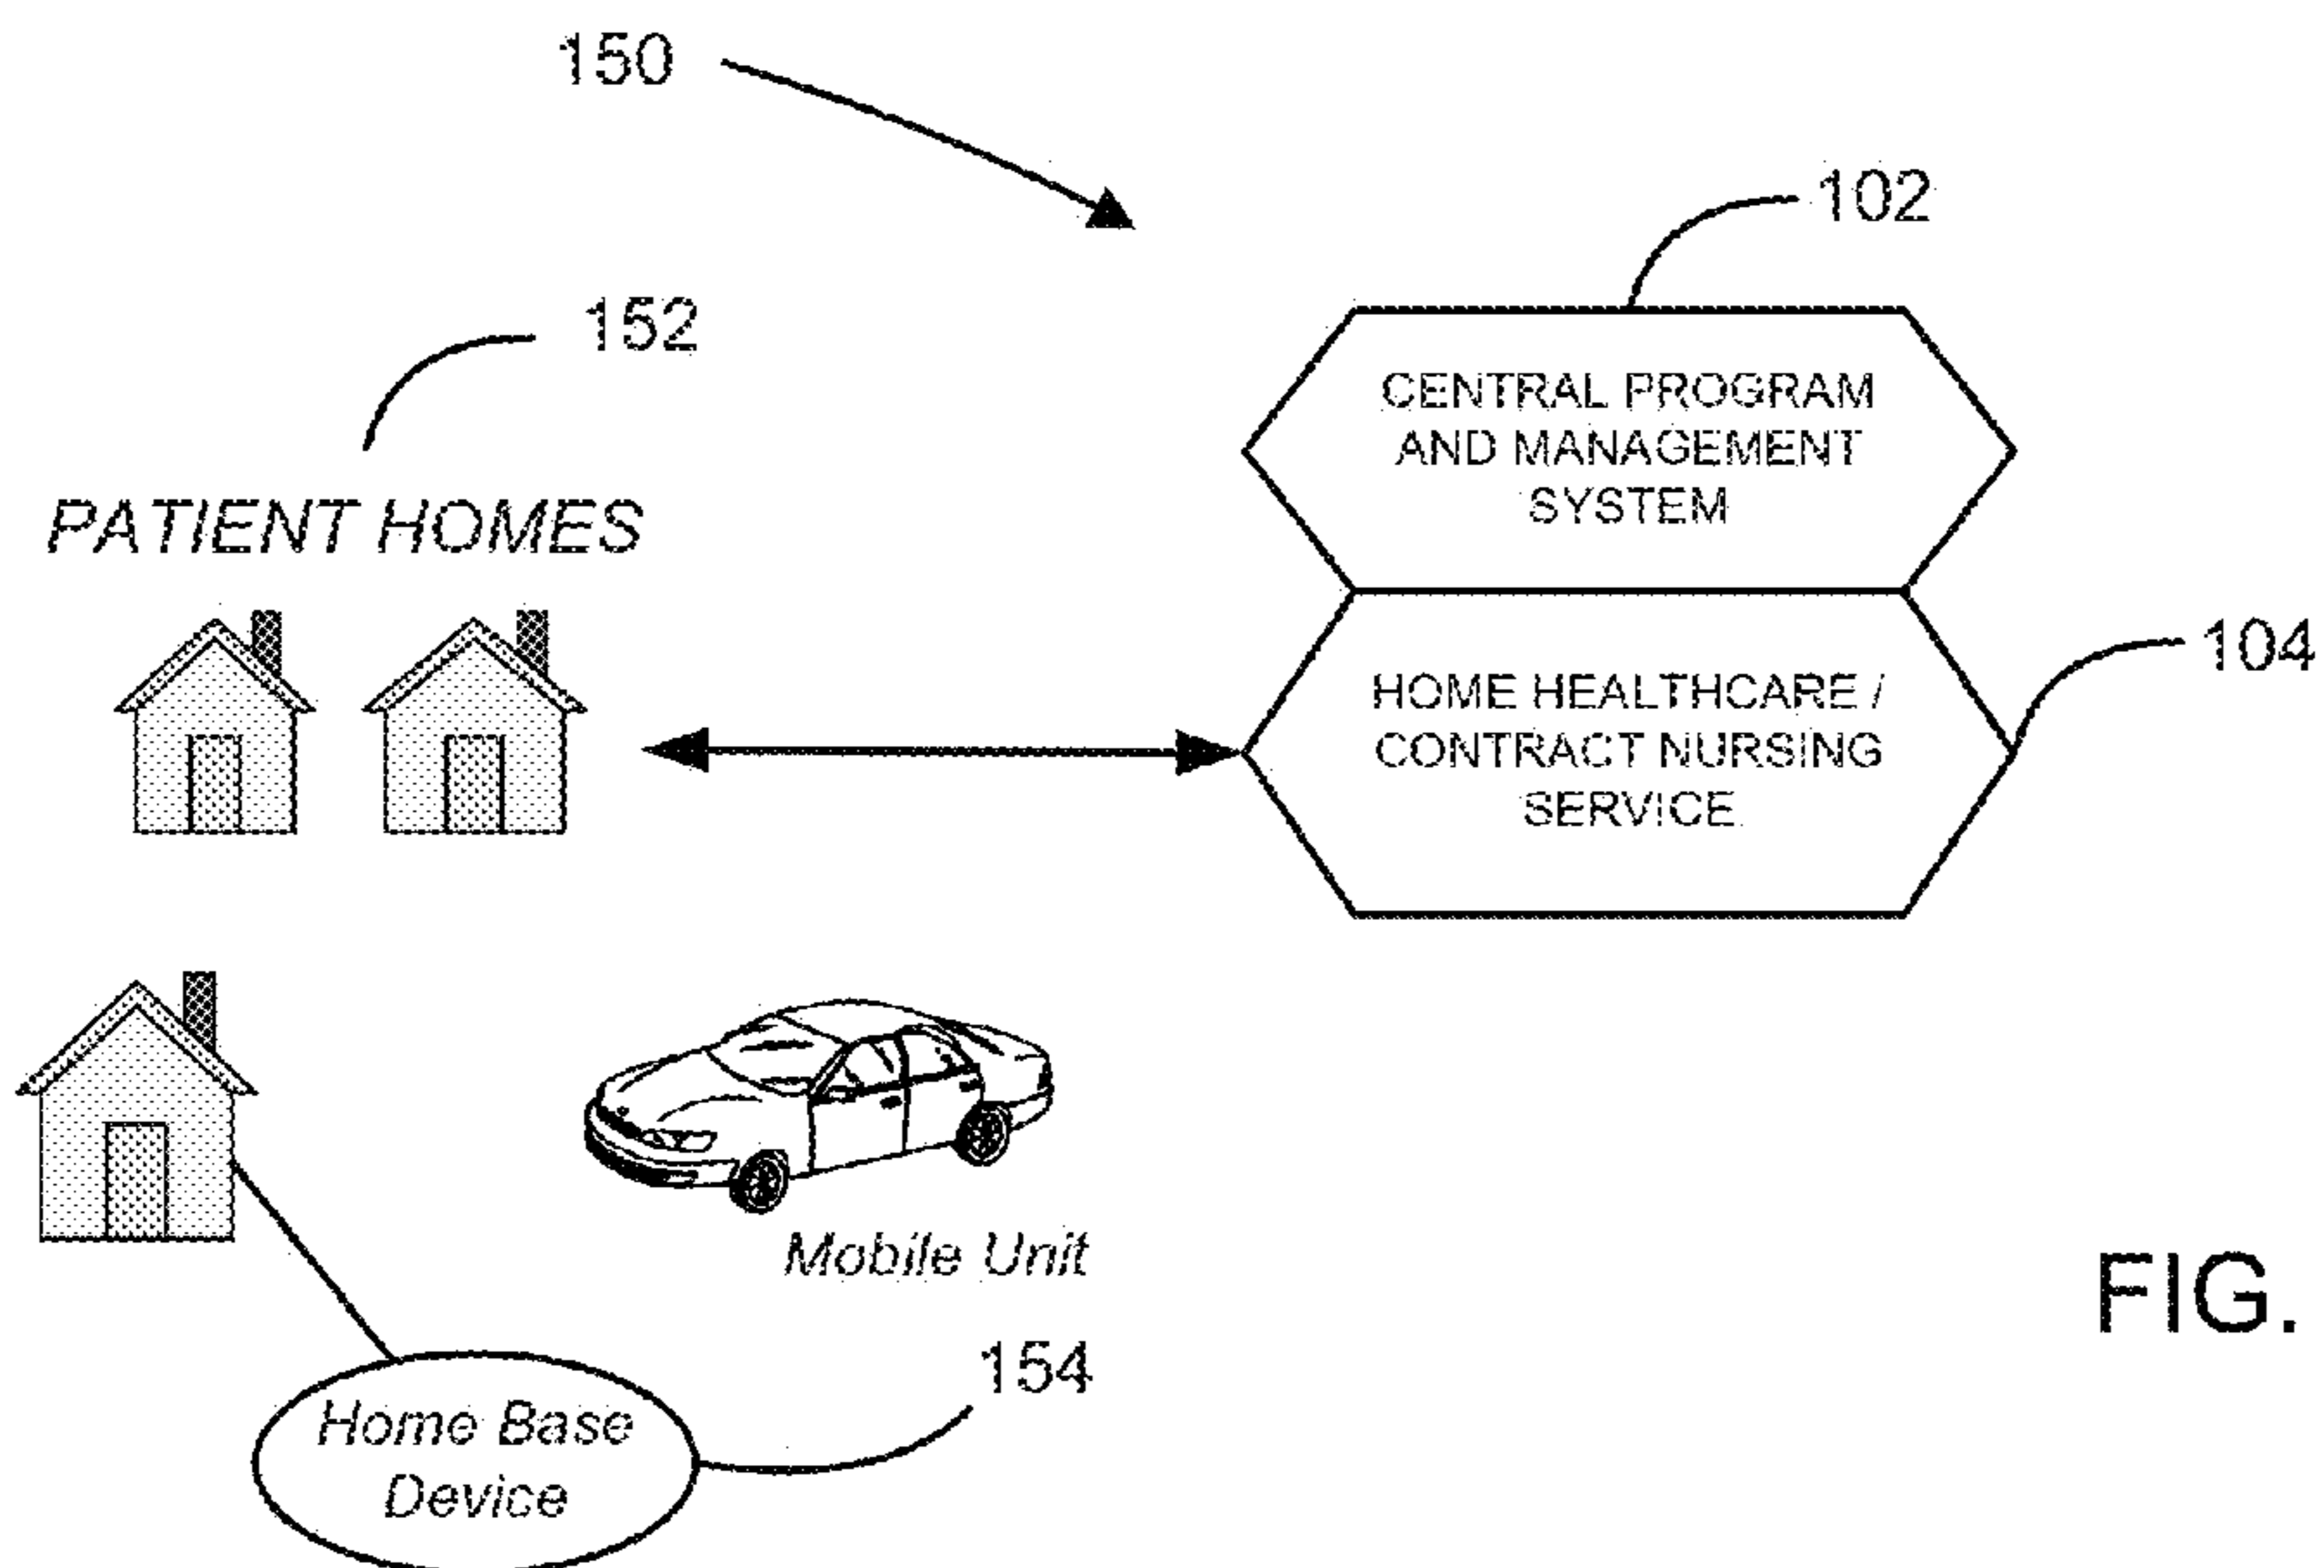 150
102
152
CENTRAL PROGRAM
AND MANAGEMENT
SYSTEM
PATIENT HOMES
104
HOME HEALTHCARE /
CONTRACT NURSING
SERVICE
Mobile Unit
FIG.
154
Home Base
Device